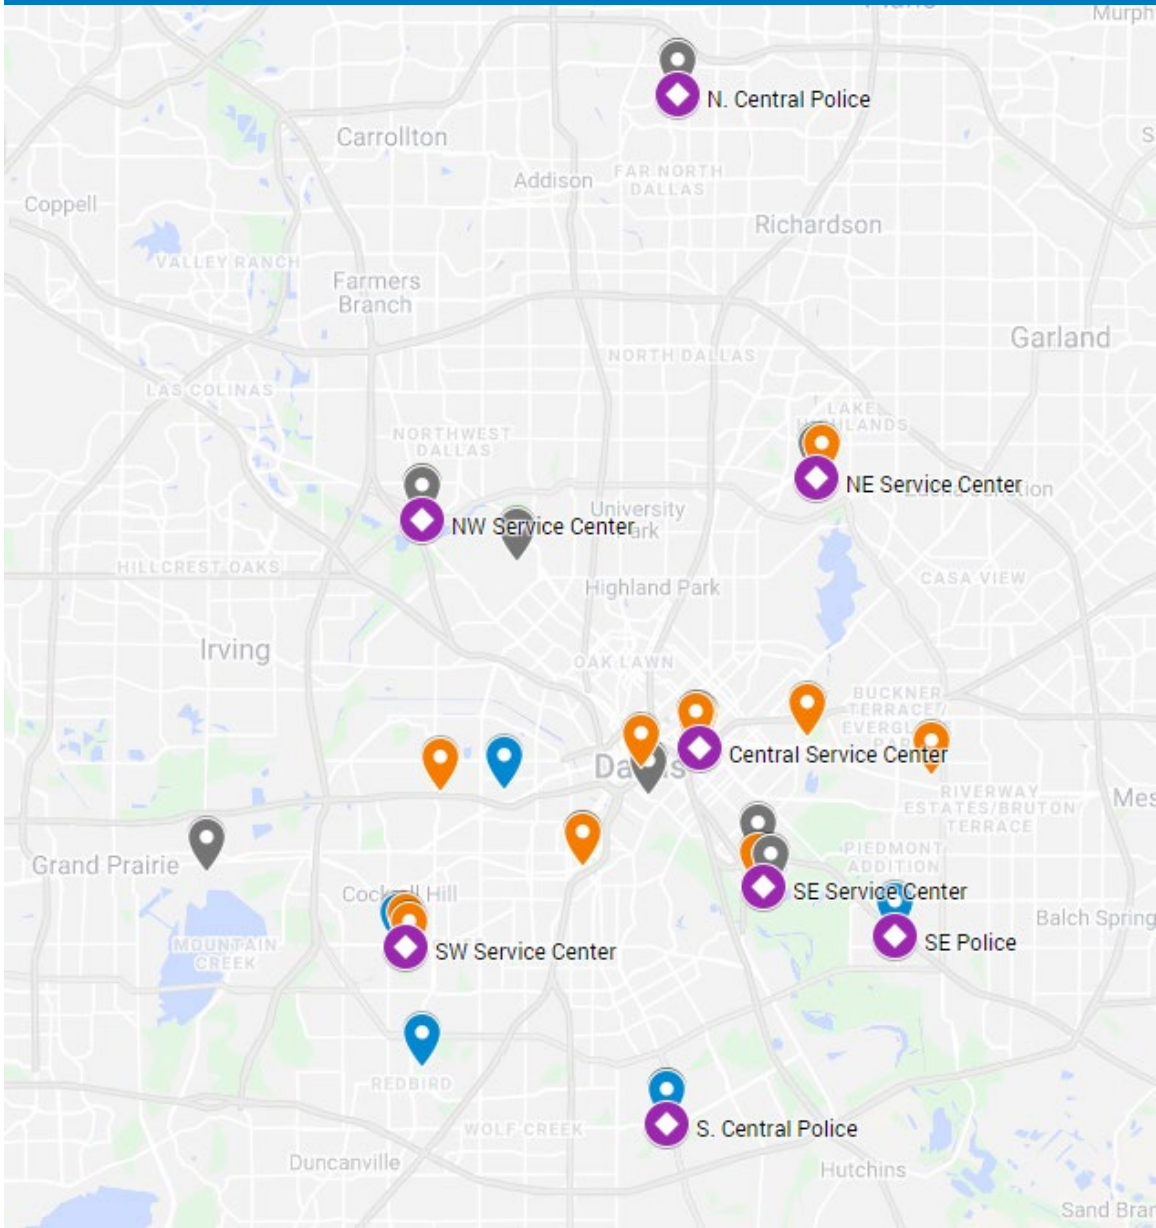 Murph
N. Central Police
Carrollton
FAR NORTH
DALLAS
Addison
Coppell
Richardson
VALLEY RANCH
Farmers
Branch
Garland
NORTH DALLAS
LAS COLINAS
LAKE
NORTHWEST
DALLAS
NE Service Center
University
NW Service Center
HILLCREST OAKS
Highland Park
CASA VIEW
Irving
OAK LAWN
BUCKNER
TERRACE
Central Service Center
RIVERWAY
ESTATES/BRUTON
TERRACE
Mes
Grand Prairie
PIEDMONT
ADDITION
SE Service Center
Balch Spring
SE Police
MOUNTAIN
CREEK
SW Service Center
REDBIRD
WOLF CREEK
S. Central Police
Duncanville
Hutchins
Sand Bran